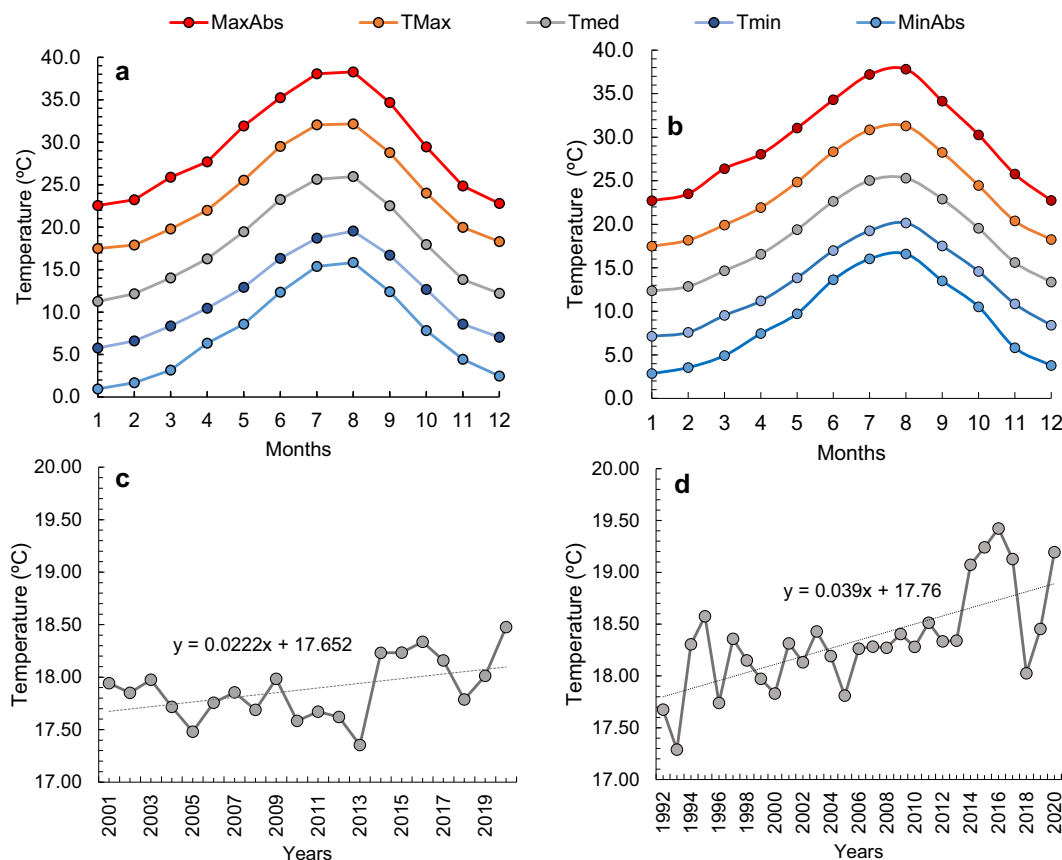 MaxAbs TMax Tmed Tmin MinAbs
a
40.0
35.0
30.0
25.0
20.0
15.0
10.0
5.0
0.0
Temperature (ºC)
1 2 3 4 5 6 7 8 9 10 11 12
Months
b
40.0
35.0
30.0
25.0
20.0
15.0
10.0
5.0
0.0
Temperature (ºC)
1 2 3 4 5 6 7 8 9 10 11 12
Months
c
20.00
19.50
19.00
18.50
18.00
17.50
17.00
Temperature (ºC)
y = 0.0222x + 17.652
2001 2003 2005 2007 2009 2011 2013 2015 2017 2019
Years
d
20.00
19.50
19.00
18.50
18.00
17.50
17.00
Temperature (ºC)
y = 0.039x + 17.76
1992 1994 1996 1998 2000 2002 2004 2006 2008 2010 2012 2014 2016 2018 2020
Years